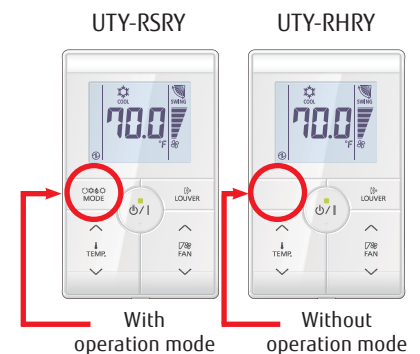 UTY-RSRY
UTY-RHRY
COOL
SWING
70.0
°F
MODE
LOUVER
TEMP.
FAN
With
operation mode
COOL
SWING
70.0
°F
LOUVER
TEMP.
FAN
Without
operation mode